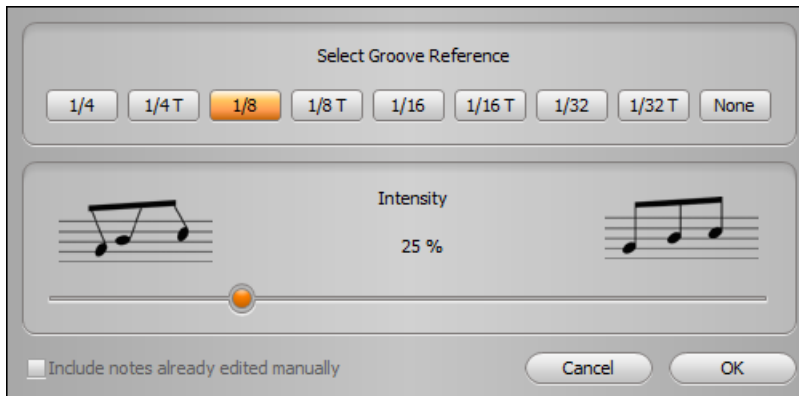 Select Groove Reference
1/4 1/4 T 1/8 1/8 T 1/16 1/16 T 1/32 1/32 T None
Intensity
25 %
Include notes already edited manually Cancel OK